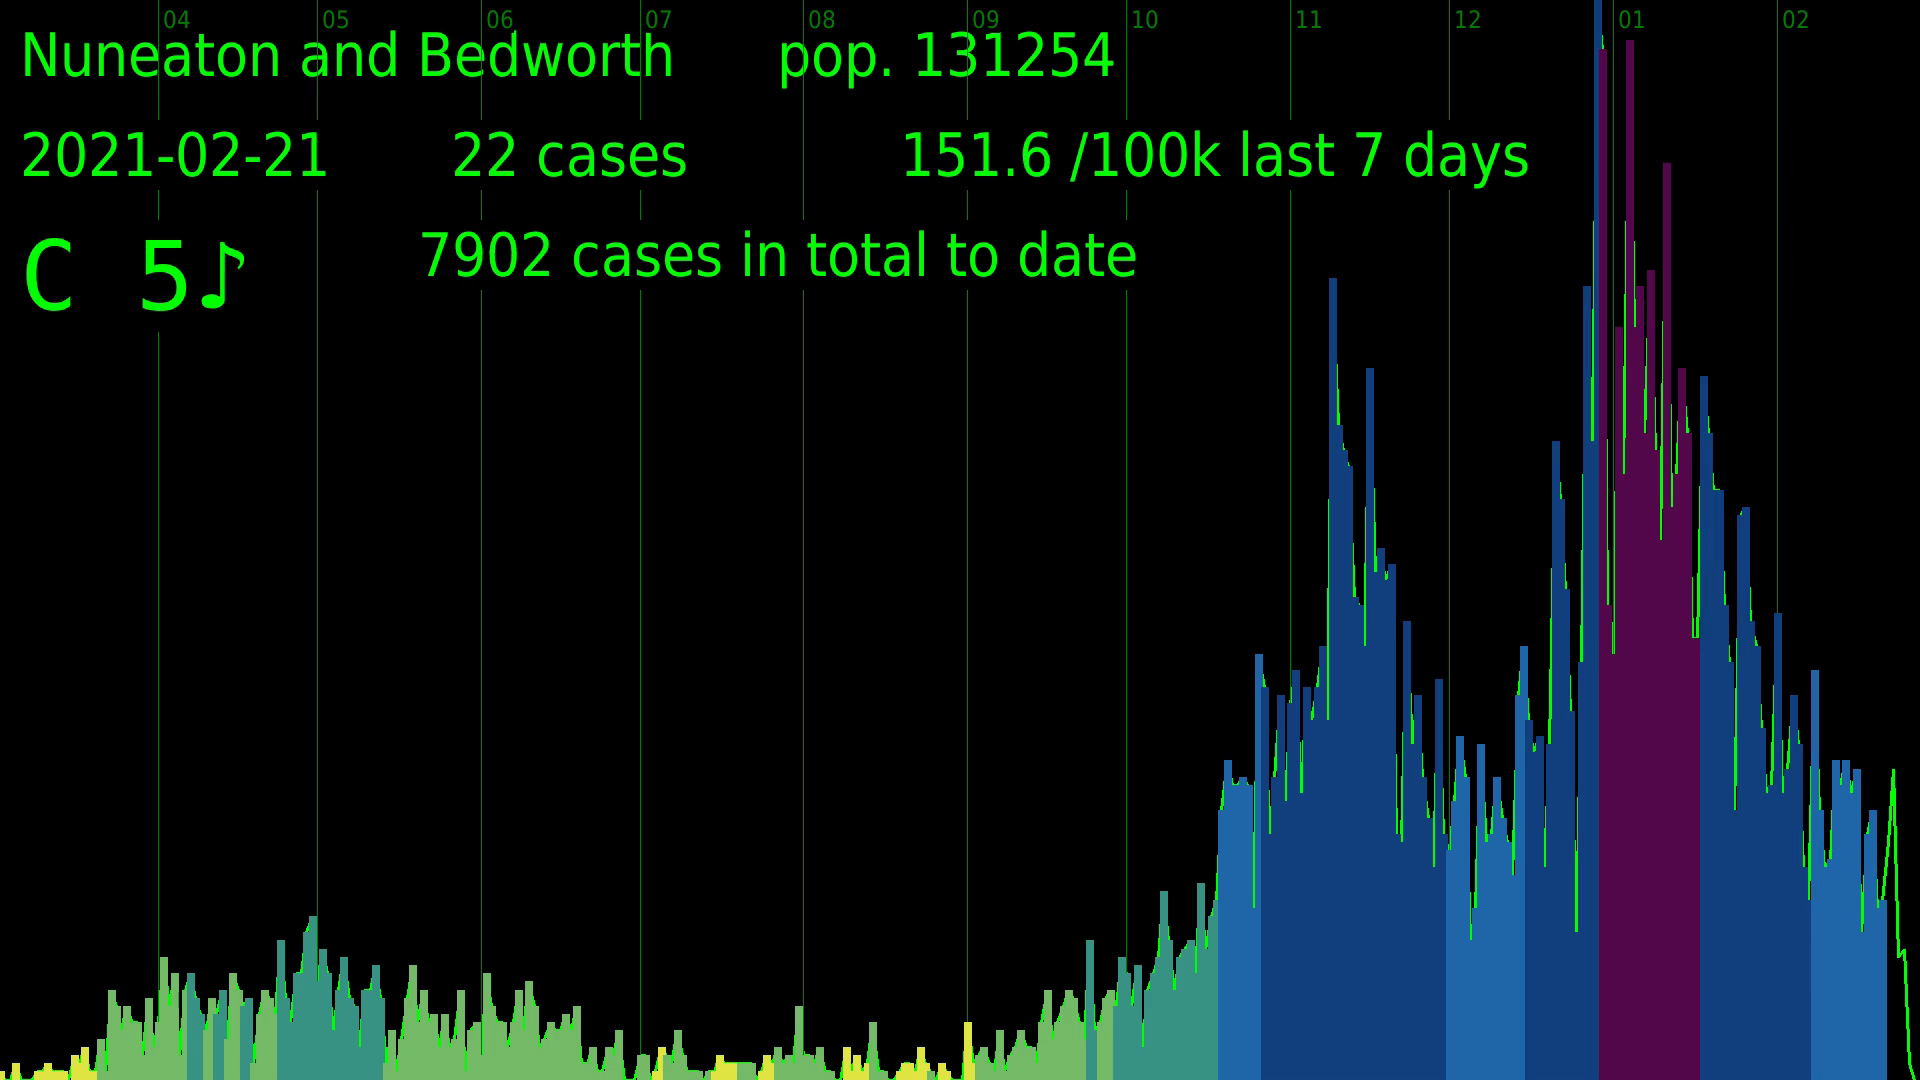 04 05 06 07 08 09 10 11 12 01 02
Nuneaton and Bedworth pop. 131254
2021-02-21 22 cases 151.6 /100k last 7 days
C 5♪ 7902 cases in total to date